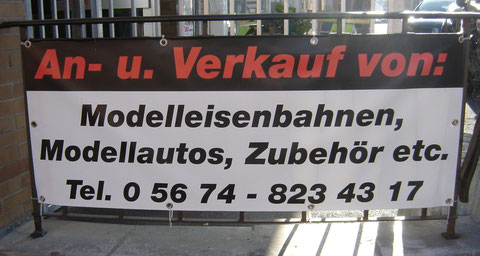 An- u. Verkauf von:
Modelleisenbahnen,
Modellautos, Zubehör etc.
Tel. 0 56 74 - 823 43 17